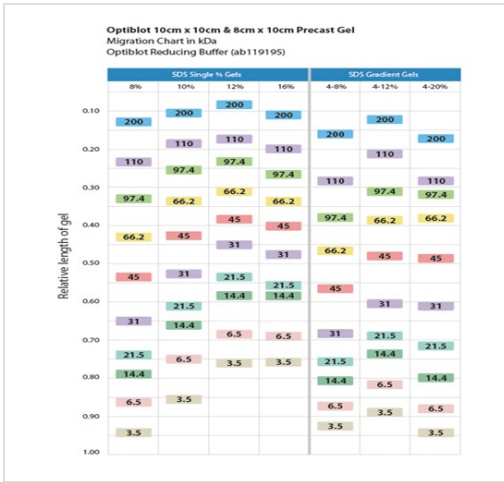 Optiblot 10cm x 10cm & 8cm x 10cm Precast Gel
Migration Chart in kDa
Optiblot Reducing Buffer (ab119195)
SDS Single % Gels SDS Gradient Gels
8% 10% 12% 16% 4-8% 4-12% 4-20%
Relative length of gel
200
0.10 200 200 200
200 200
200 200
110 110
0.20 110 110 110
110 97.4
97.4 97.4 110 110
0.30 66.2 97.4 97.4
97.4 66.2 66.2
45 97.4 66.2 66.2
0.40 45
66.2 45 31 66.2
31 45 45
0.50 31
45 21.5
21.5 45
14.4 14.4
0.60 21.5 31 31
31 14.4
6.5 6.5 31 21.5
0.70 21.5
21.5 14.4
6.5 3.5 3.5 21.5
14.4 14.4
0.80 14.4 6.5
3.5
6.5 6.5 6.5
3.5
0.90 3.5
3.5 3.5
1.00